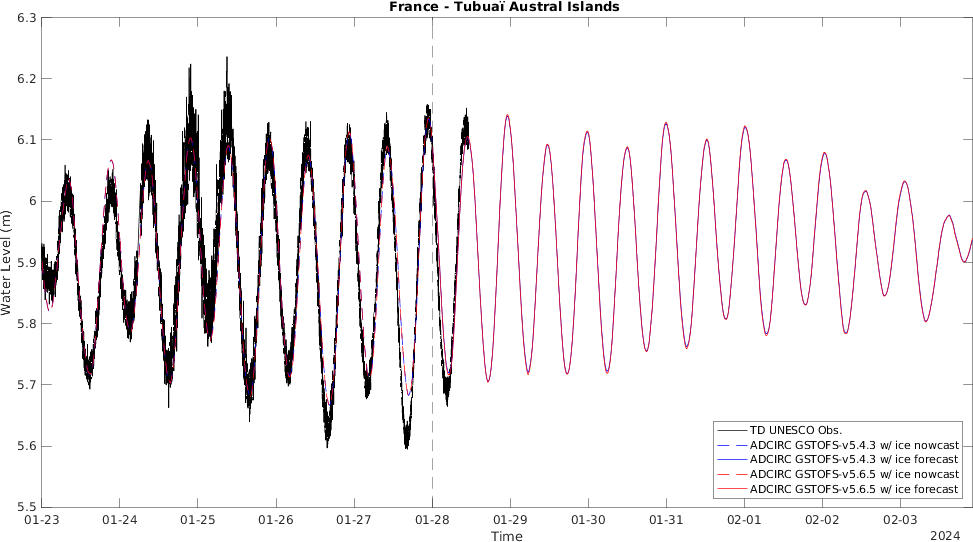 France - Tubuaï Austral Islands
6.3
6.2
6.1
6
5.9
5.8
5.7
5.6
5.5
Water Level (m)
TD UNESCO Obs.
ADCIRC GSTOFS-v5.4.3 w/ ice nowcast
ADCIRC GSTOFS-v5.4.3 w/ ice forecast
ADCIRC GSTOFS-v5.6.5 w/ ice nowcast
ADCIRC GSTOFS-v5.6.5 w/ ice forecast
01-23 01-24 01-25 01-26 01-27 01-28 01-29 01-30 01-31 02-01 02-02 02-03
Time
2024